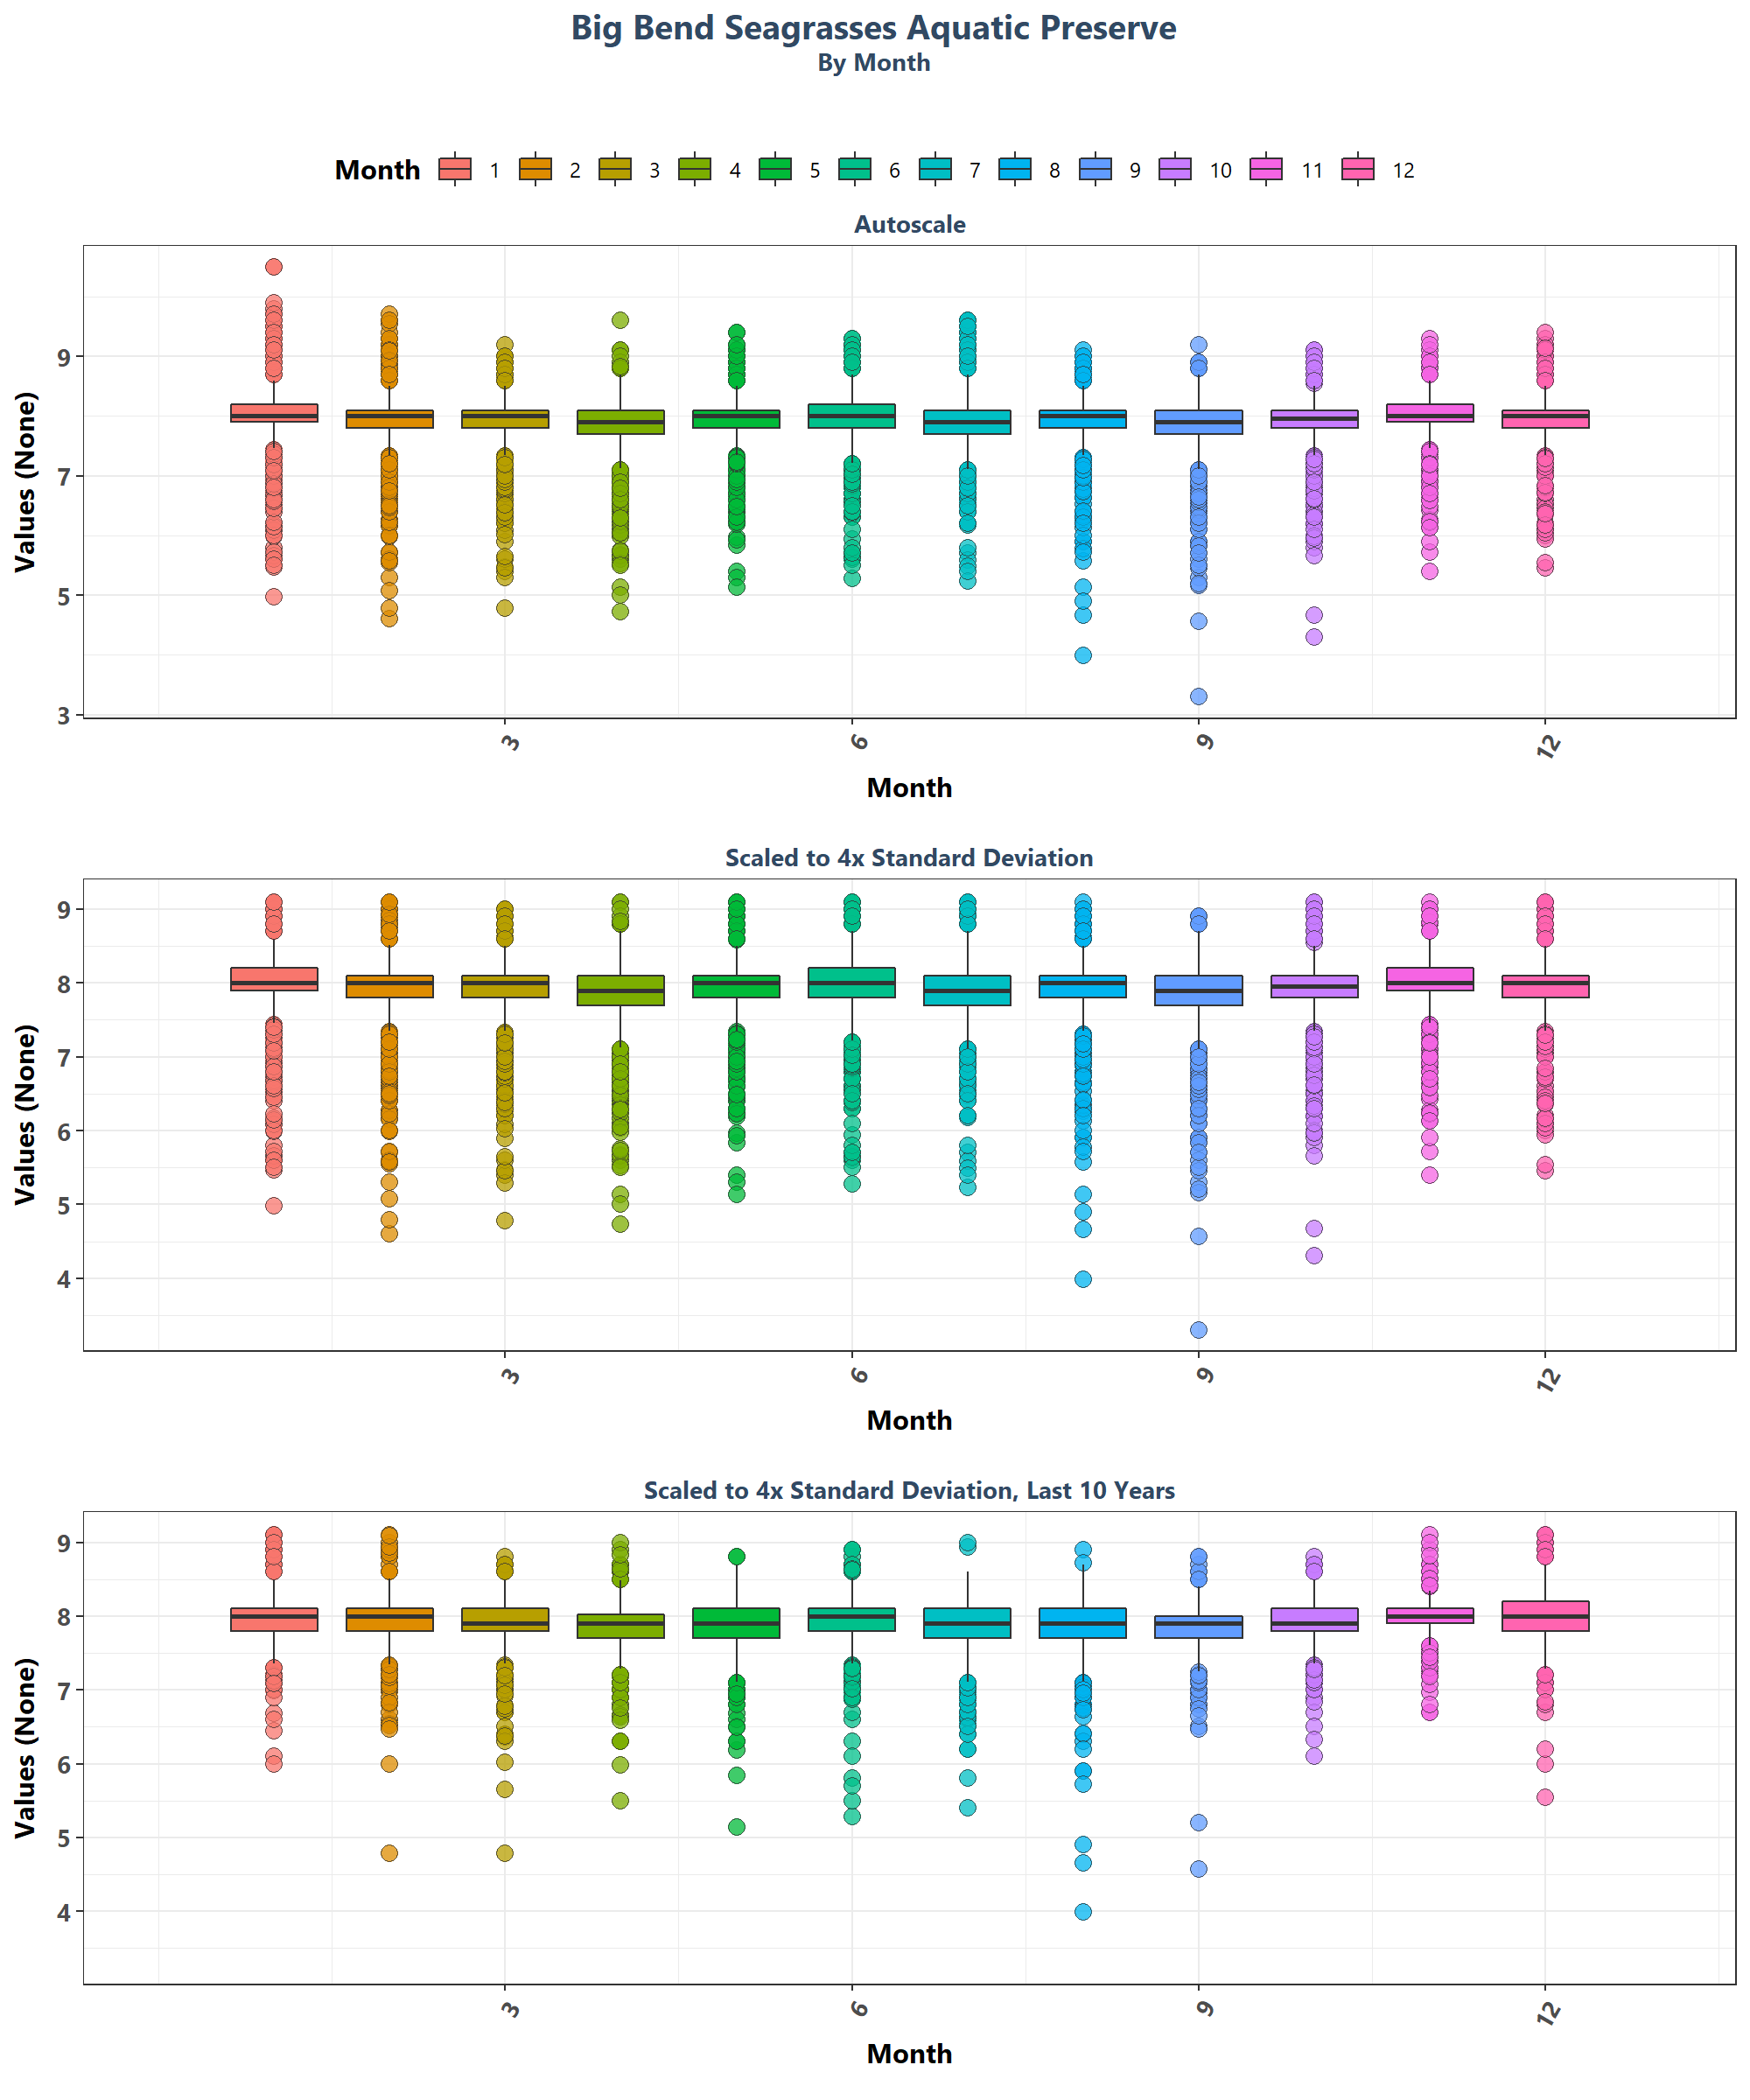 Big Bend Seagrasses Aquatic Preserve
By Month
Month 1 2 3 4 5 6 7 8 9 10 11 12
Autoscale
Values (None)
9
7
5
3
3 6 9 12
Month
Scaled to 4x Standard Deviation
Values (None)
9
8
7
6
5
4
3 6 9 12
Month
Scaled to 4x Standard Deviation, Last 10 Years
Values (None)
9
8
7
6
5
4
3 6 9 12
Month